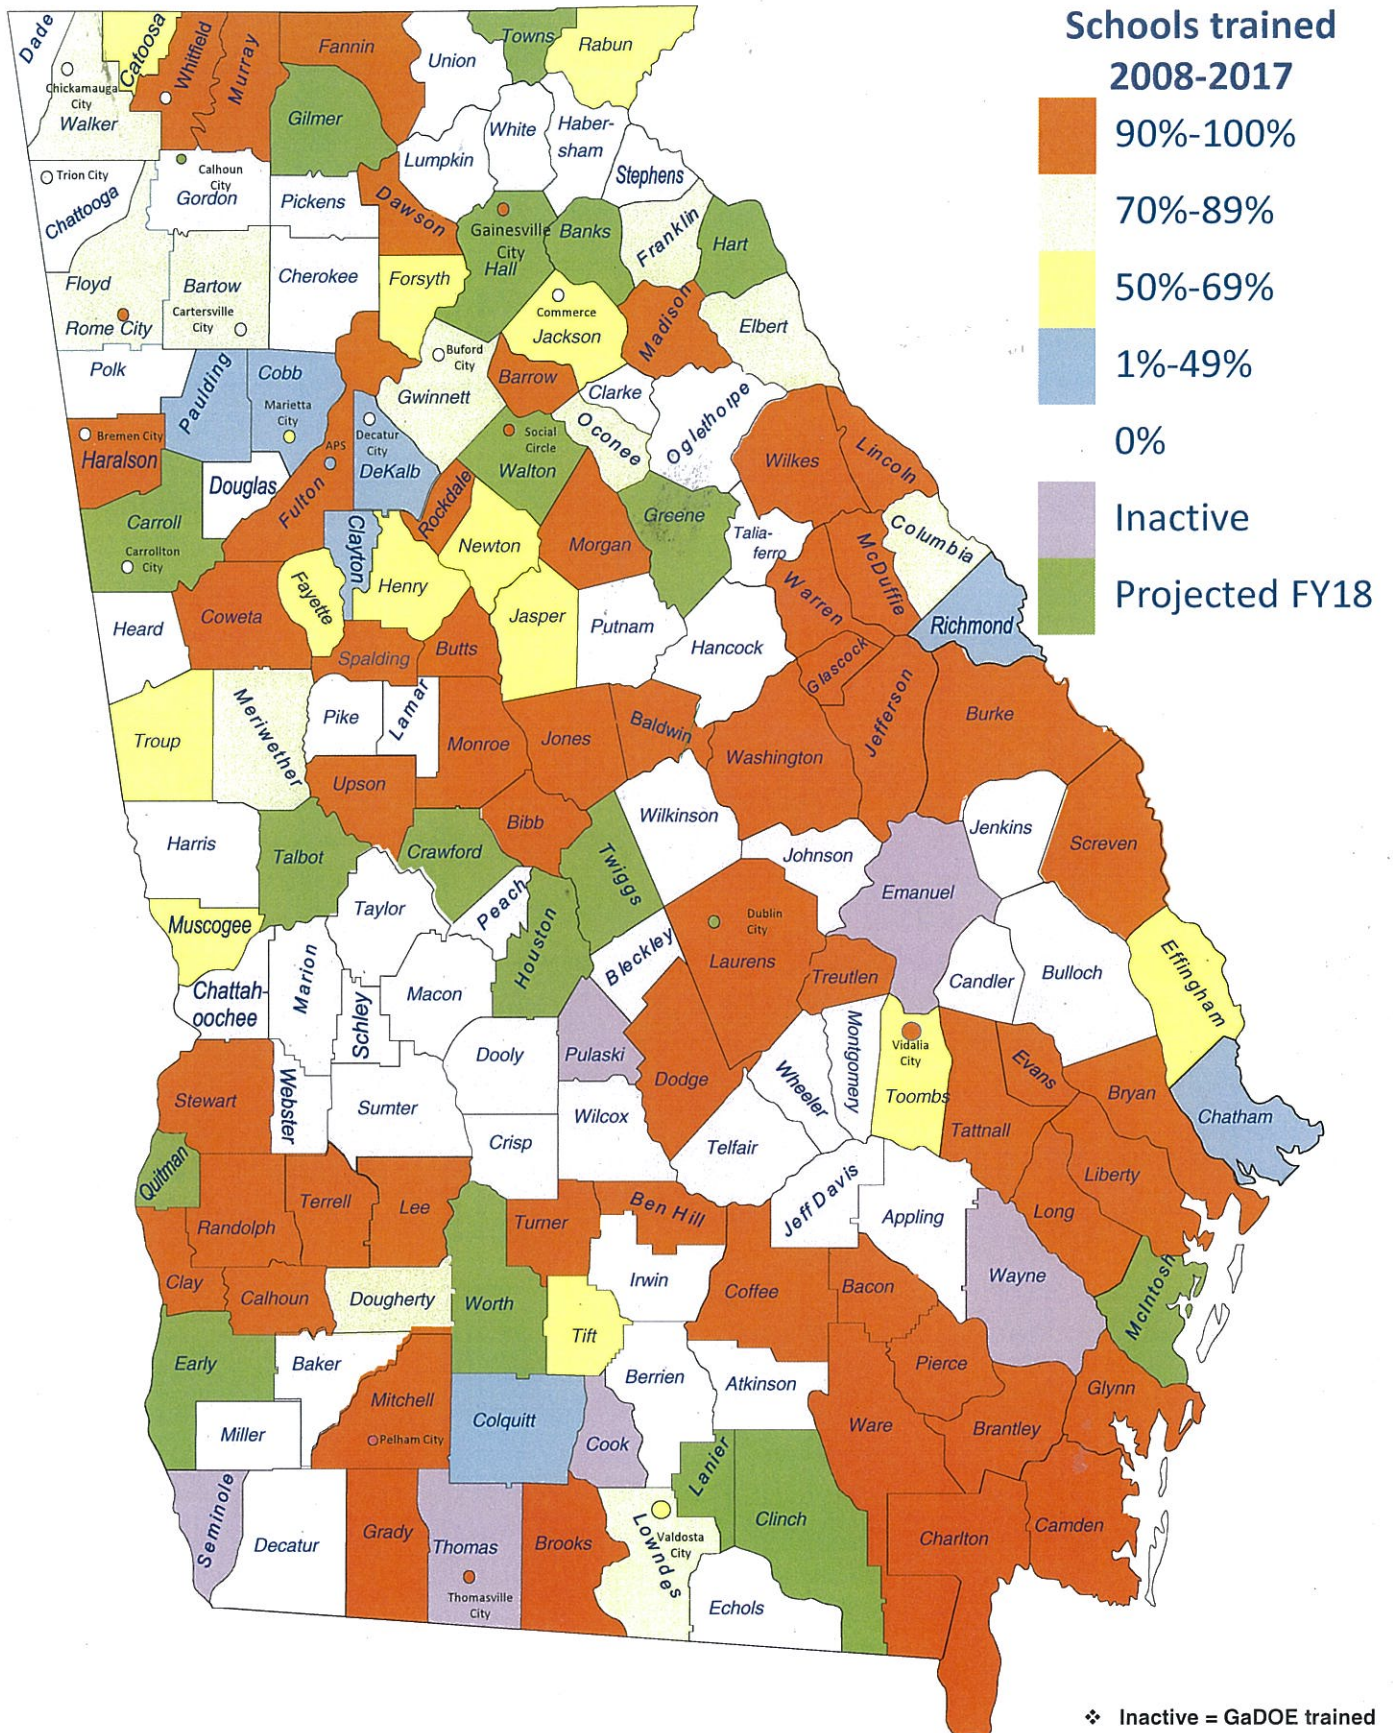 Schools trained
2008-2017
90%-100%
70%-89%
50%-69%
1%-49%
0%
Inactive
Projected FY18
Dade
Catoosa
Whitfield
Murray
Fannin
Union
Towns
Rabun
Chickamauga
City
Walker
Gilmer
White
Haber-
sham
Lumpkin
Stephens
Trion City
Chattooga
Calhoun
City
Gordon
Pickens
Dawson
Gainesville
City
Hall
Banks
Franklin
Hart
Floyd
Rome City
Bartow
Cartersville
City
Cherokee
Forsyth
Commerce
Jackson
Madison
Elbert
Polk
Paulding
Cobb
Marietta
City
Buford
City
Gwinnett
Barrow
Clarke
Oconee
Oglethorpe
Bremen City
Haralson
Douglas
APS
Fulton
Decatur
City
DeKalb
Rockdale
Social
Circle
Walton
Wilkes
Lincoln
Carroll
Carrollton
City
Clayton
Newton
Morgan
Greene
Talia-
ferro
Columbia
McDuffie
Warren
Richmond
Heard
Coweta
Fayette
Henry
Spalding
Butts
Jasper
Putnam
Hancock
Glascock
Jefferson
Burke
Troup
Meriwether
Pike
Lamar
Monroe
Jones
Baldwin
Washington
Upson
Bibb
Wilkinson
Johnson
Jenkins
Screven
Harris
Talbot
Crawford
Twiggs
Emanuel
Muscogee
Taylor
Peach
Houston
Bleckley
Dublin
City
Laurens
Treutlen
Candler
Bulloch
Effingham
Chattah-
oochee
Marion
Schley
Macon
Dooly
Pulaski
Dodge
Wheeler
Montgomery
Vidalia
City
Toombs
Evans
Tattnall
Bryan
Chatham
Stewart
Webster
Sumter
Crisp
Wilcox
Telfair
Jeff Davis
Appling
Long
Liberty
Quitman
Randolph
Terrell
Lee
Turner
Ben Hill
Irwin
Coffee
Bacon
Wayne
McIntosh
Clay
Calhoun
Dougherty
Worth
Tift
Early
Baker
Mitchell
Pelham City
Miller
Colquitt
Cook
Berrien
Atkinson
Pierce
Ware
Brantley
Glynn
Lanier
Clinch
Seminole
Decatur
Grady
Thomas
Thomasville
City
Brooks
Lowndes
Valdosta
City
Echols
Charlton
Camden
❖ Inactive = GaDOE trained